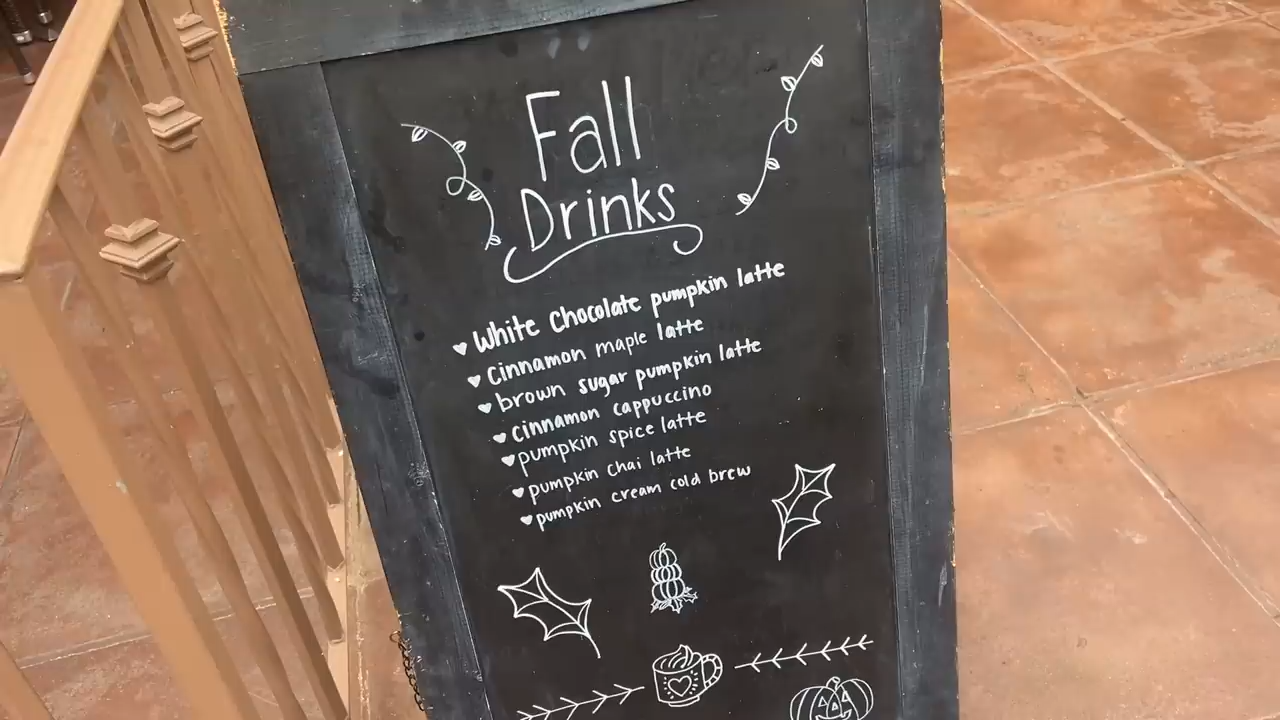 Fall
Drinks
White Chocolate pumpkin latte
cinnamon maple latte
brown sugar pumpkin latte
cinnamon cappuccino
pumpkin spice latte
pumpkin chai latte
pumpkin cream cold brew